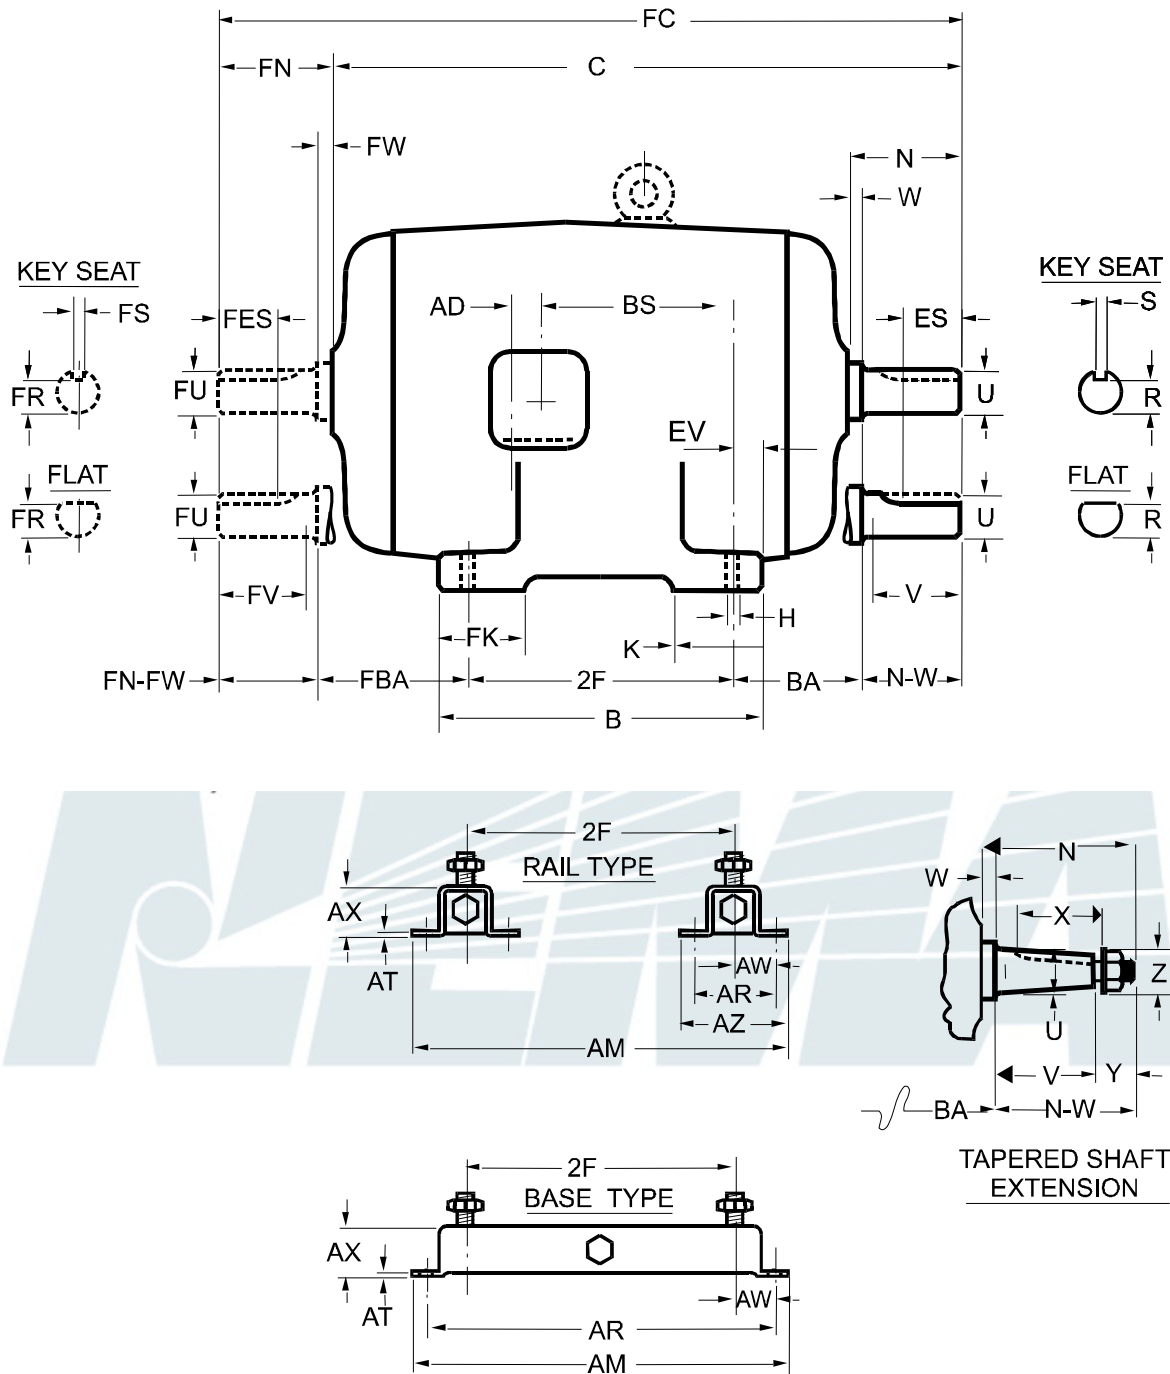 FC
FN C
FW N
W
KEY SEAT KEY SEAT
FS AD BS S
FES ES
FR FU U R
EV
FLAT FLAT
FR FU U R
FV V
H
FK K
FN-FW FBA 2F BA N-W
B
NEMA
2F
RAIL TYPE
AX
AT
AW
AR
AZ
AM
N
W
X
Z
U
V Y
BA N-W
TAPERED SHAFT
EXTENSION
2F
BASE TYPE
AX
AT
AW
AR
AM